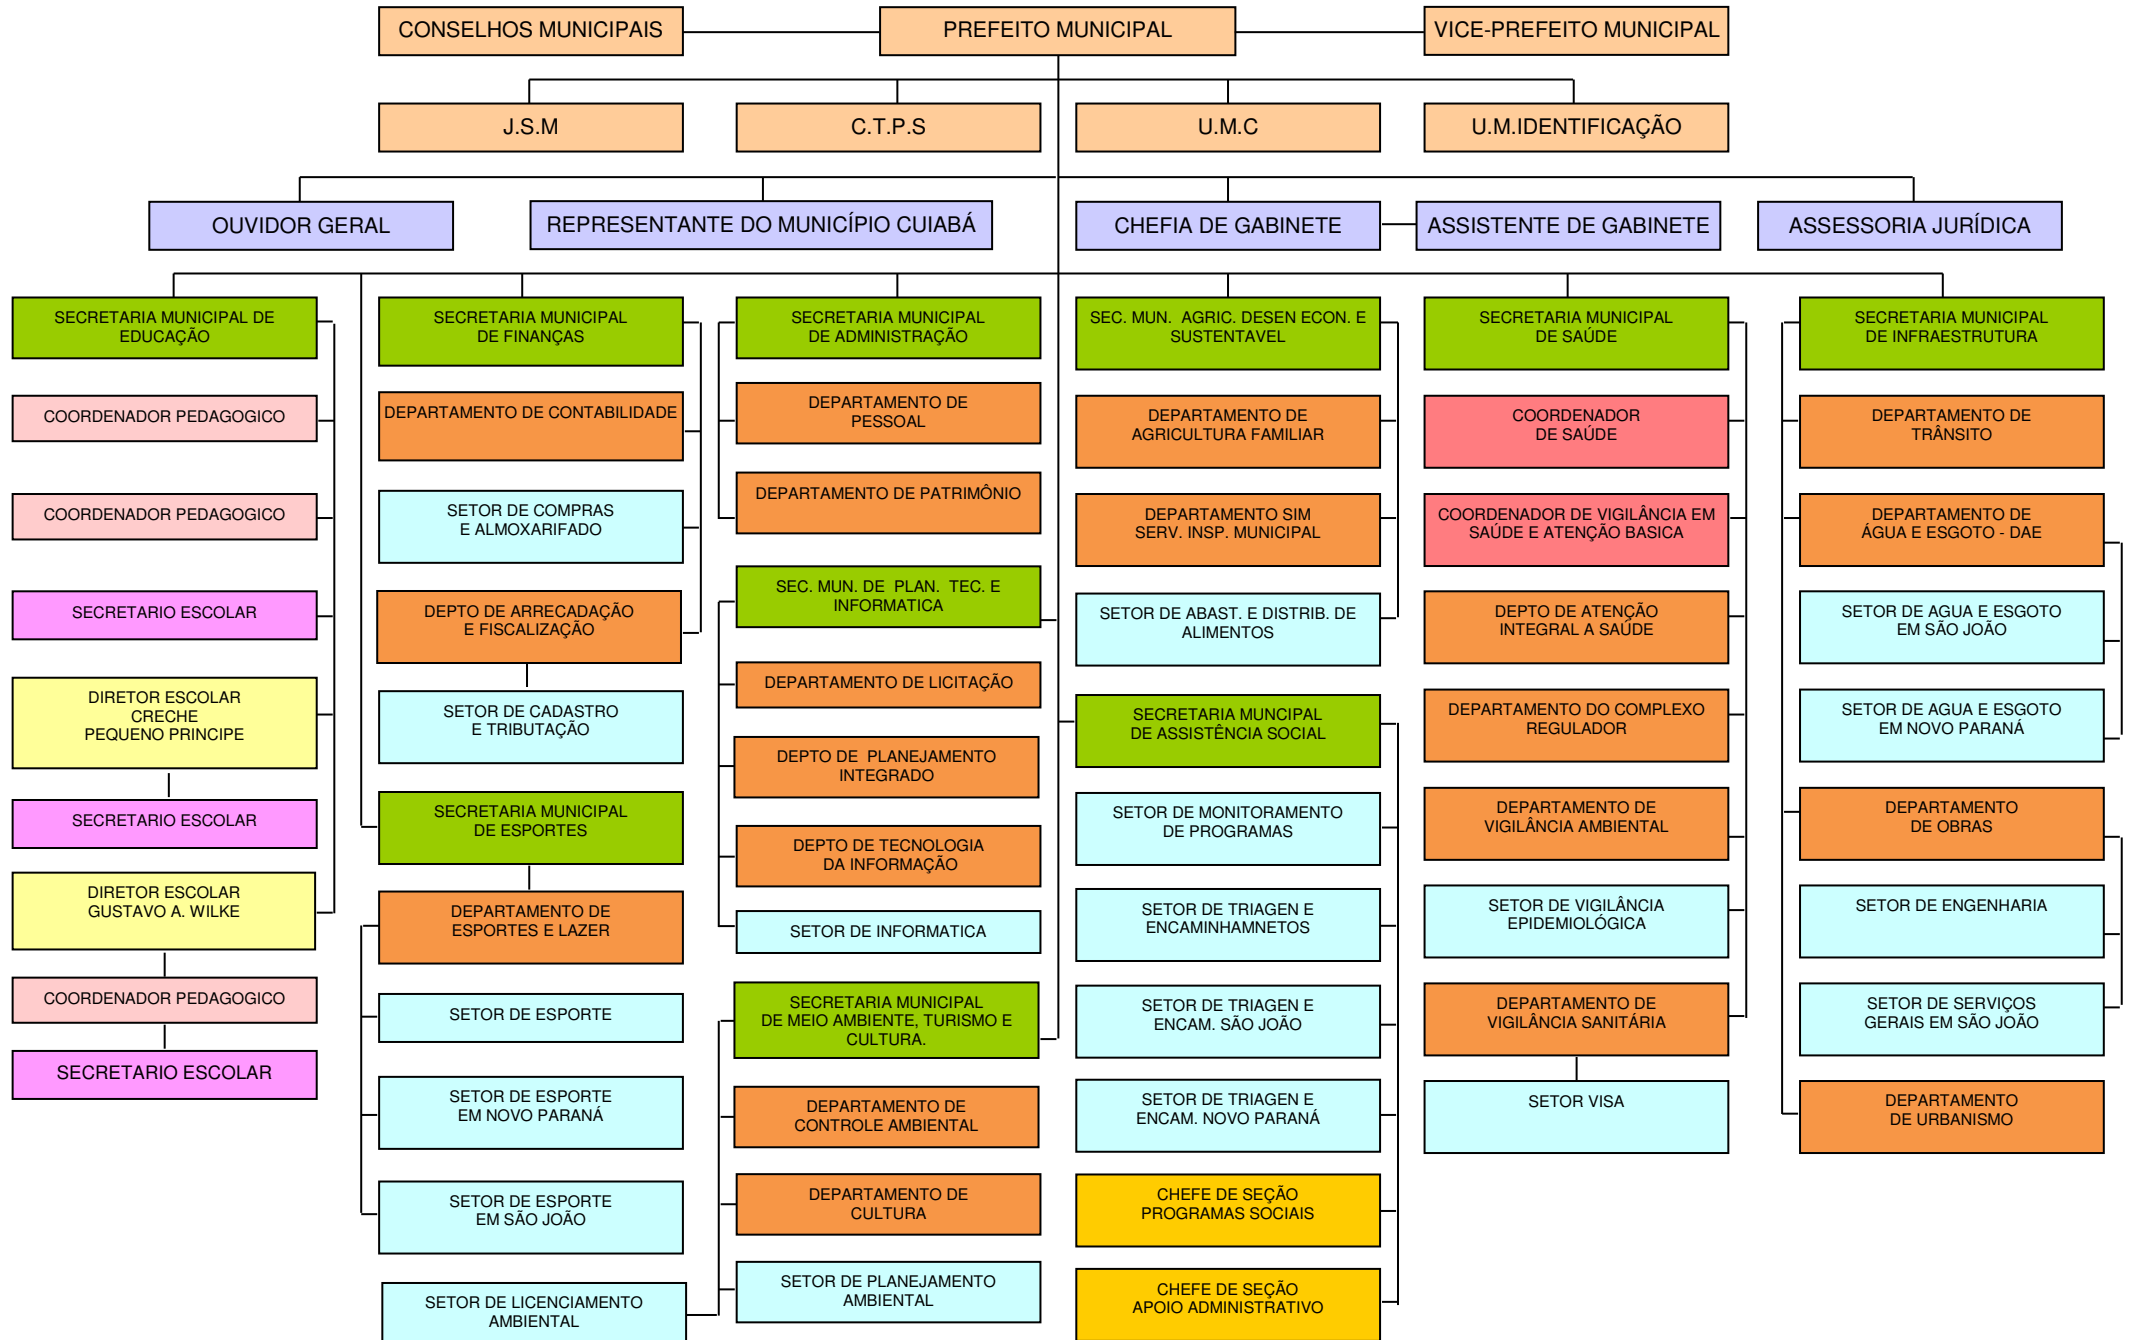 CONSELHOS MUNICIPAIS
PREFEITO MUNICIPAL
VICE-PREFEITO MUNICIPAL
J.S.M
C.T.P.S
U.M.C
U.M.IDENTIFICAÇÃO
OUVIDOR GERAL
REPRESENTANTE DO MUNICÍPIO CUIABÁ
CHEFIA DE GABINETE
ASSISTENTE DE GABINETE
ASSESSORIA JURÍDICA
SECRETARIA MUNICIPAL DE
EDUCAÇÃO
COORDENADOR PEDAGOGICO
COORDENADOR PEDAGOGICO
SECRETARIO ESCOLAR
DIRETOR ESCOLAR
CRECHE
PEQUENO PRINCIPE
SECRETARIO ESCOLAR
DIRETOR ESCOLAR
GUSTAVO A. WILKE
COORDENADOR PEDAGOGICO
SECRETARIO ESCOLAR
SECRETARIA MUNICIPAL
DE FINANÇAS
DEPARTAMENTO DE CONTABILIDADE
SETOR DE COMPRAS
E ALMOXARIFADO
DEPTO DE ARRECADAÇÃO
E FISCALIZAÇÃO
SETOR DE CADASTRO
E TRIBUTAÇÃO
SECRETARIA MUNICIPAL
DE ESPORTES
DEPARTAMENTO DE
ESPORTES E LAZER
SETOR DE ESPORTE
SETOR DE ESPORTE
EM NOVO PARANÁ
SETOR DE ESPORTE
EM SÃO JOÃO
SETOR DE LICENCIAMENTO
AMBIENTAL
SECRETARIA MUNICIPAL
DE ADMINISTRAÇÃO
DEPARTAMENTO DE
PESSOAL
DEPARTAMENTO DE PATRIMÔNIO
SEC. MUN. DE PLAN. TEC. E
INFORMATICA
DEPARTAMENTO DE LICITAÇÃO
DEPTO DE PLANEJAMENTO
INTEGRADO
DEPTO DE TECNOLOGIA
DA INFORMAÇÃO
SETOR DE INFORMATICA
SECRETARIA MUNICIPAL
DE MEIO AMBIENTE, TURISMO E
CULTURA.
DEPARTAMENTO DE
CONTROLE AMBIENTAL
DEPARTAMENTO DE
CULTURA
SETOR DE PLANEJAMENTO
AMBIENTAL
SEC. MUN. AGRIC. DESEN ECON. E
SUSTENTAVEL
DEPARTAMENTO DE
AGRICULTURA FAMILIAR
DEPARTAMENTO SIM
SERV. INSP. MUNICIPAL
SETOR DE ABAST. E DISTRIB. DE
ALIMENTOS
SECRETARIA MUNCIPAL
DE ASSISTÊNCIA SOCIAL
SETOR DE MONITORAMENTO
DE PROGRAMAS
SETOR DE TRIAGEN E
ENCAMINHAMNETOS
SETOR DE TRIAGEN E
ENCAM. SÃO JOÃO
SETOR DE TRIAGEN E
ENCAM. NOVO PARANÁ
CHEFE DE SEÇÃO
PROGRAMAS SOCIAIS
CHEFE DE SEÇÃO
APOIO ADMINISTRATIVO
SECRETARIA MUNICIPAL
DE SAÚDE
COORDENADOR
DE SAÚDE
COORDENADOR DE VIGILÂNCIA EM
SAÚDE E ATENÇÃO BASICA
DEPTO DE ATENÇÃO
INTEGRAL A SAÚDE
DEPARTAMENTO DO COMPLEXO
REGULADOR
DEPARTAMENTO DE
VIGILÂNCIA AMBIENTAL
SETOR DE VIGILÂNCIA
EPIDEMIOLÓGICA
DEPARTAMENTO DE
VIGILÂNCIA SANITÁRIA
SETOR VISA
SECRETARIA MUNICIPAL
DE INFRAESTRUTURA
DEPARTAMENTO DE
TRÂNSITO
DEPARTAMENTO DE
ÁGUA E ESGOTO - DAE
SETOR DE AGUA E ESGOTO
EM SÃO JOÃO
SETOR DE AGUA E ESGOTO
EM NOVO PARANÁ
DEPARTAMENTO
DE OBRAS
SETOR DE ENGENHARIA
SETOR DE SERVIÇOS
GERAIS EM SÃO JOÃO
DEPARTAMENTO
DE URBANISMO